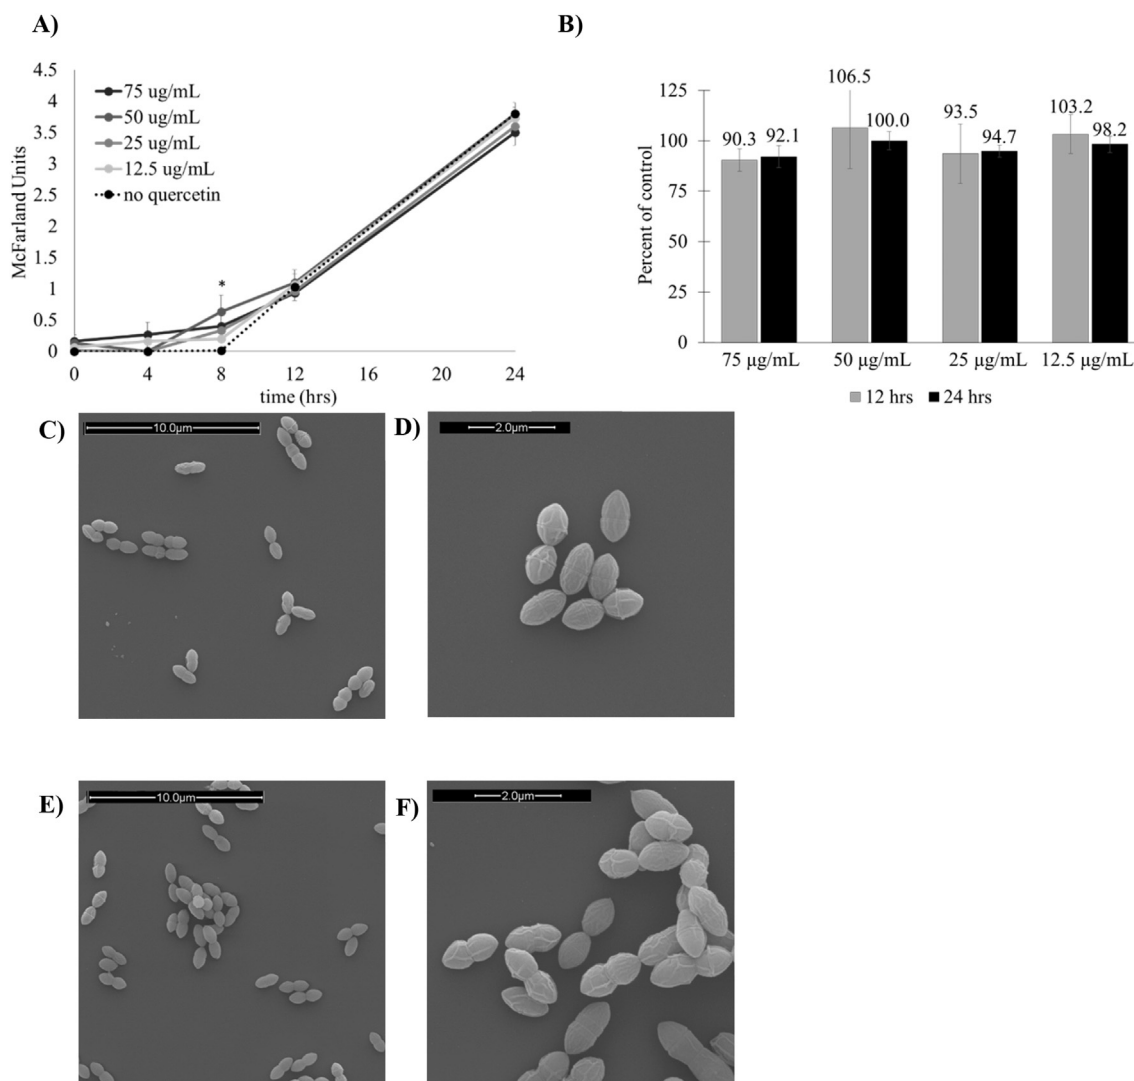 A)
4.5
4
3.5
3
2.5
2
1.5
1
0.5
0
McFarland Units
75 ug/mL
50 ug/mL
25 ug/mL
12.5 ug/mL
no quercetin
*
0 4 8 12 16 20 24
time (hrs)
B)
125
100
75
50
25
0
Percent of control
90.3 92.1
106.5
100.0
93.5
94.7
103.2
98.2
75 μg/mL 50 μg/mL 25 μg/mL 12.5 μg/mL
12 hrs 24 hrs
C)
10.0μm
D)
2.0μm
E)
10.0μm
F)
2.0μm